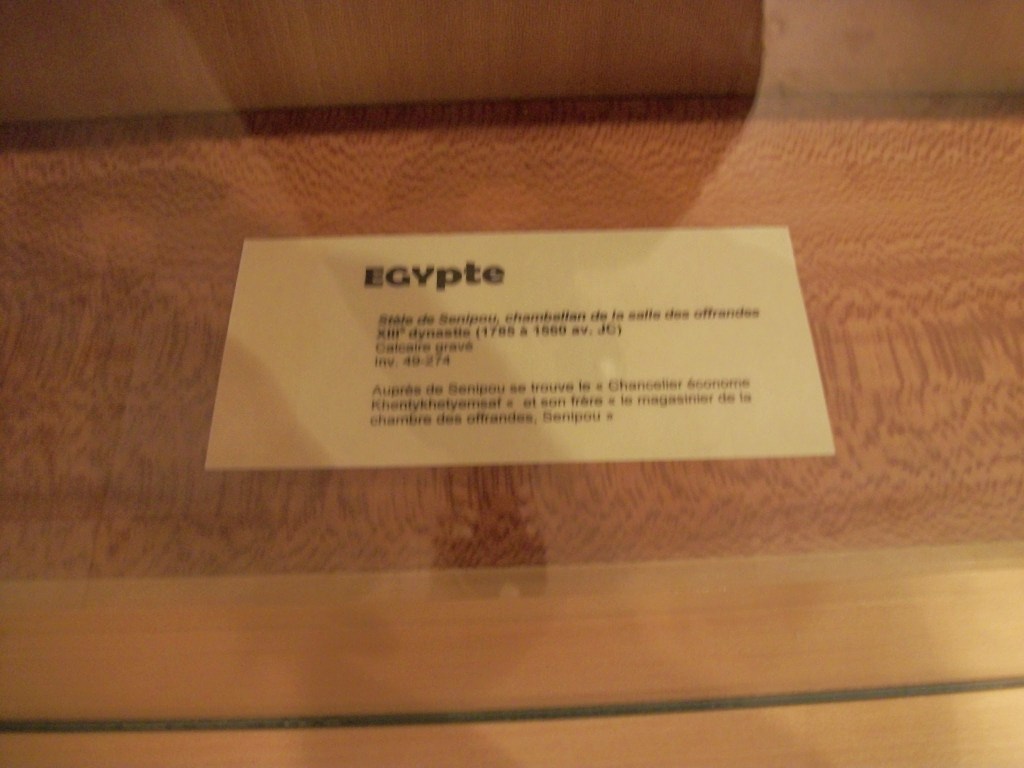 EGYpte
Stèle de Senipou, chambellan de la salle des offrandes
XIIIe dynastie (1785 à 1560 av. JC)
Calcaire gravé
Inv. 49-274
Auprès de Senipou se trouve le « Chancelier économe
Khentykhetyemsaf » et son frère « le magasinier de la
chambre des offrandes, Senipou »